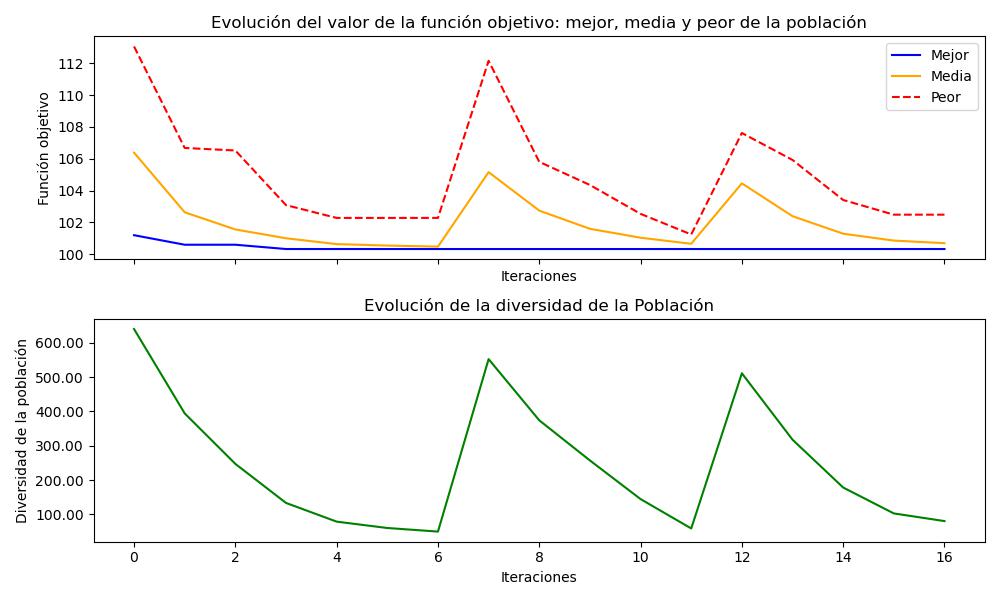 Evolución del valor de la función objetivo: mejor, media y peor de la población
Función objetivo
112
110
108
106
104
102
100
Mejor
Media
Peor
Iteraciones
Evolución de la diversidad de la Población
Diversidad de la población
600.00
500.00
400.00
300.00
200.00
100.00
0 2 4 6 8 10 12 14 16
Iteraciones